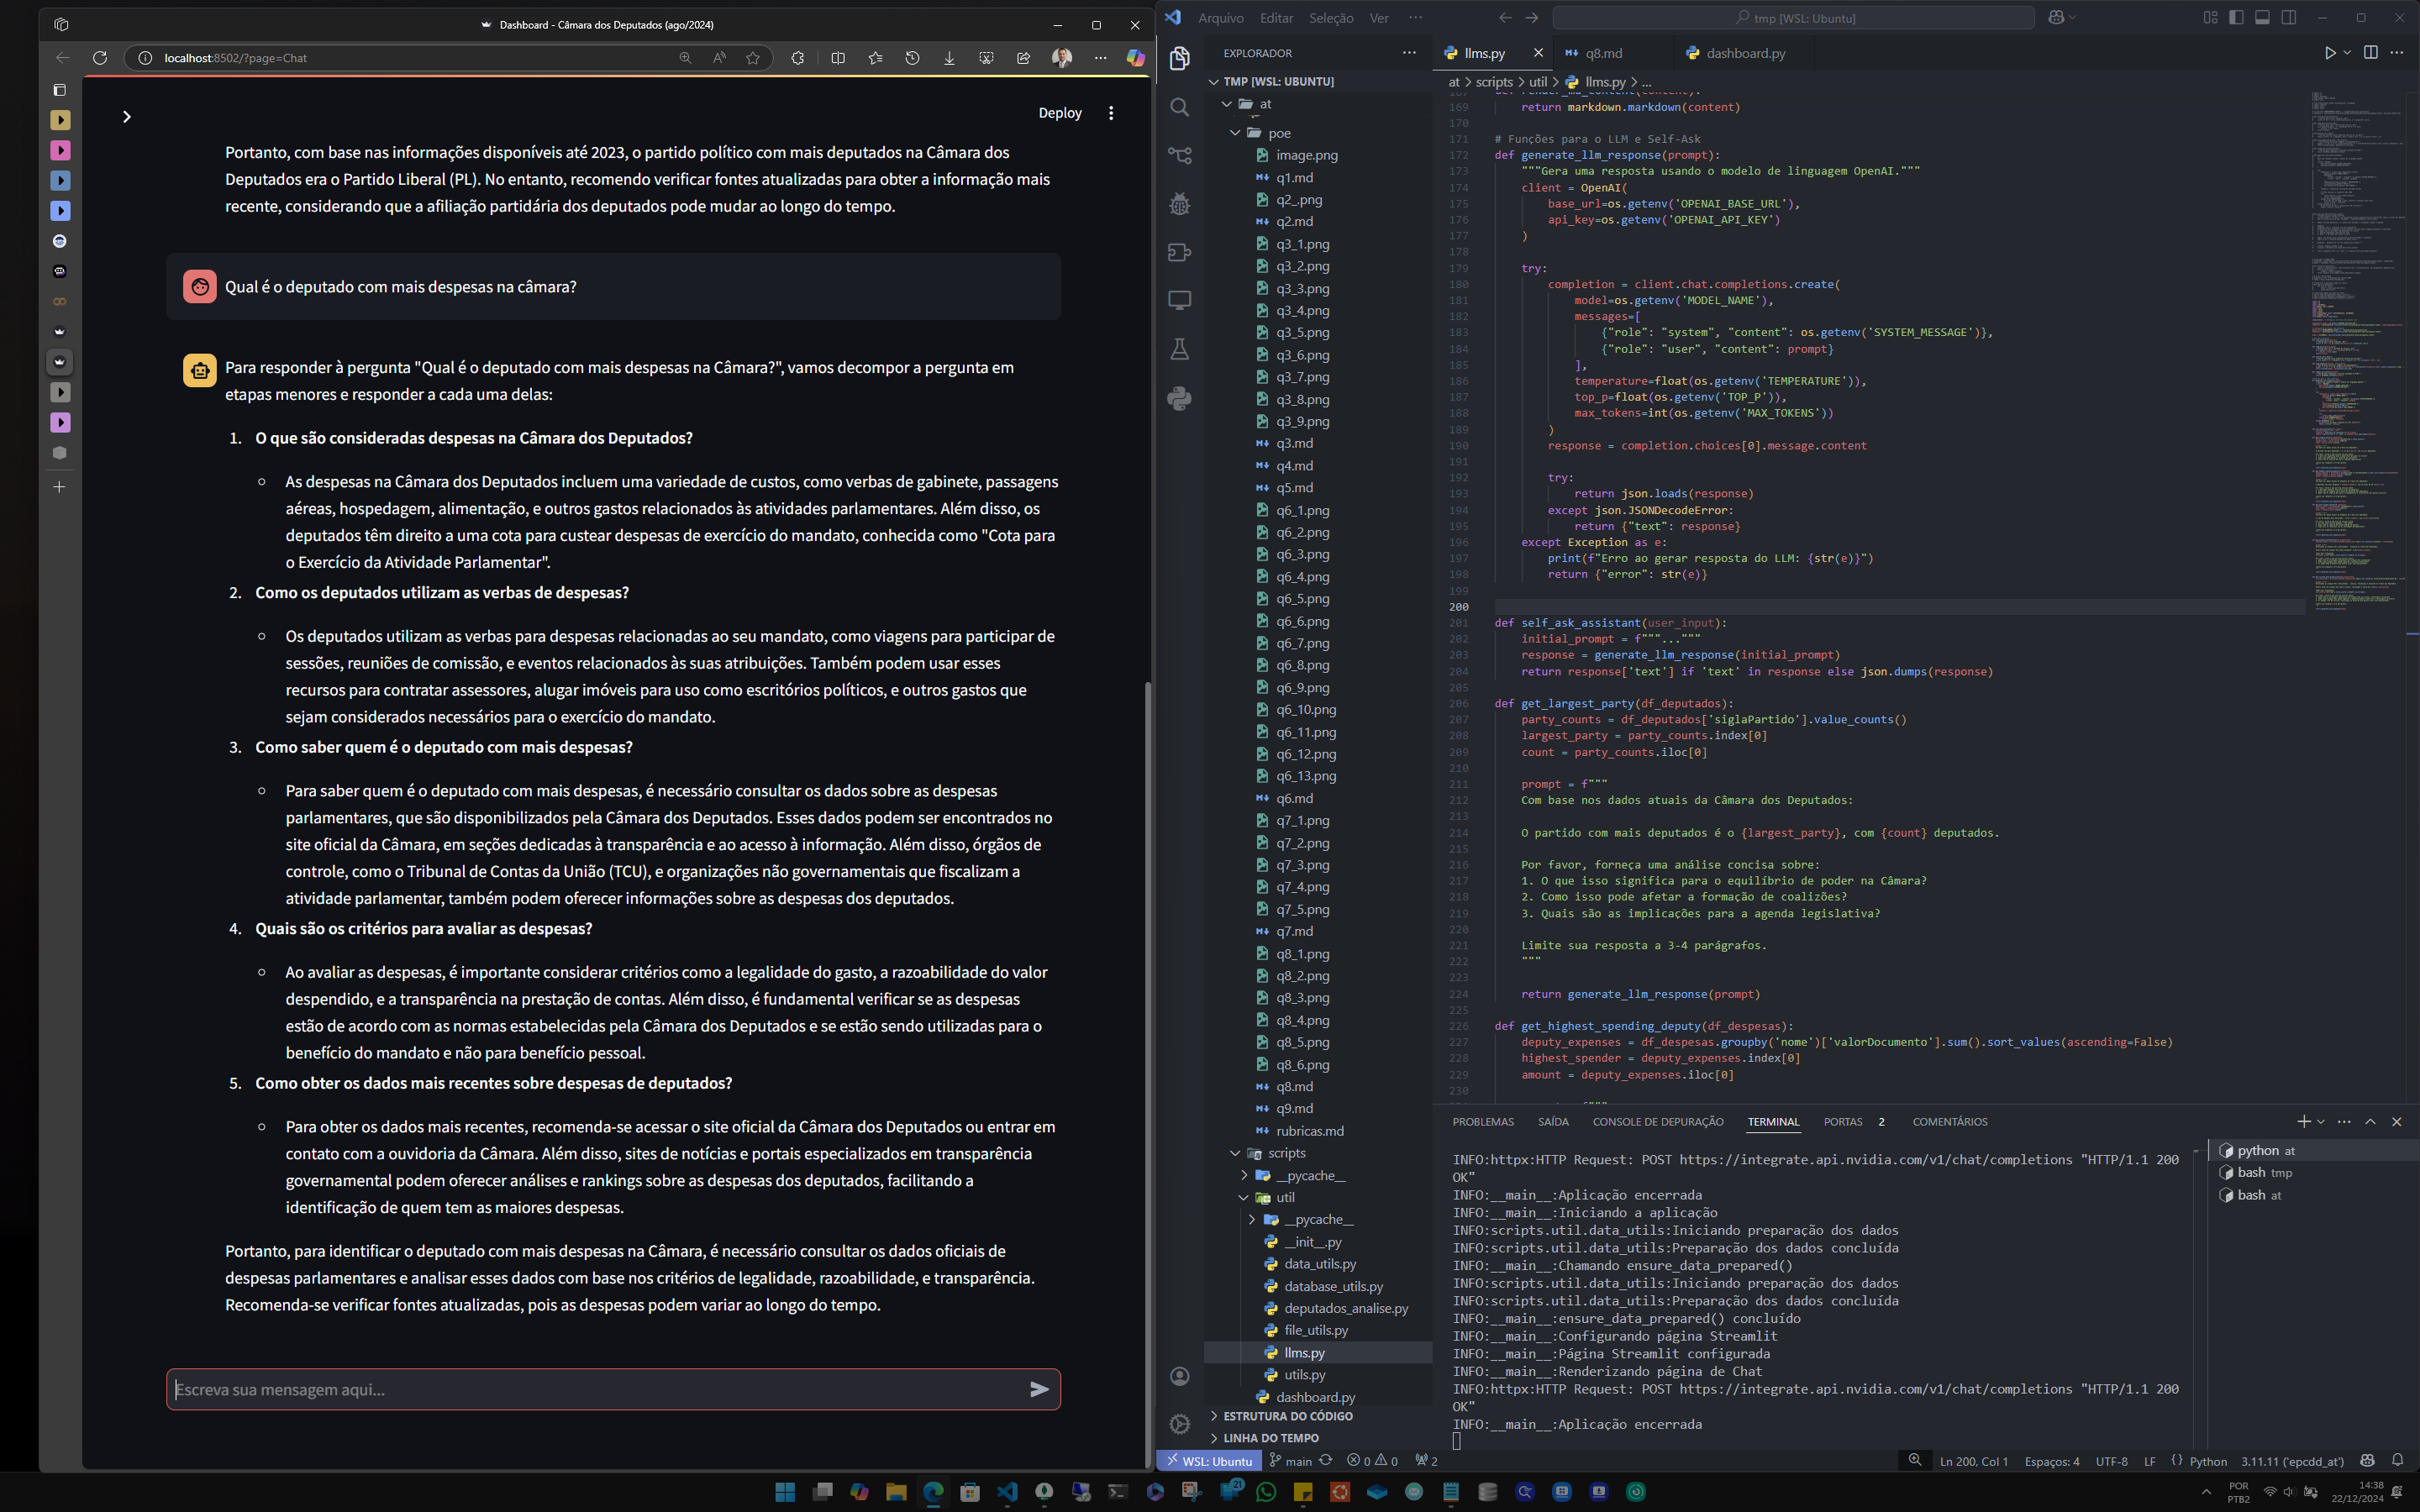 Dashboard - Câmara dos Deputados (ago/2024)
localhost:8502/?page=Chat
Deploy
Portanto, com base nas informações disponíveis até 2023, o partido político com mais deputados na Câmara dos
Deputados era o Partido Liberal (PL). No entanto, recomendo verificar fontes atualizadas para obter a informação mais
recente, considerando que a afiliação partidária dos deputados pode mudar ao longo do tempo.
Qual é o deputado com mais despesas na câmara?
Para responder à pergunta "Qual é o deputado com mais despesas na Câmara?", vamos decompor a pergunta em
etapas menores e responder a cada uma delas:
1. O que são consideradas despesas na Câmara dos Deputados?
As despesas na Câmara dos Deputados incluem uma variedade de custos, como verbas de gabinete, passagens
aéreas, hospedagem, alimentação, e outros gastos relacionados às atividades parlamentares. Além disso, os
deputados têm direito a uma cota para custear despesas de exercício do mandato, conhecida como "Cota para
o Exercício da Atividade Parlamentar".
2. Como os deputados utilizam as verbas de despesas?
Os deputados utilizam as verbas para despesas relacionadas ao seu mandato, como viagens para participar de
sessões, reuniões de comissão, e eventos relacionados às suas atribuições. Também podem usar esses
recursos para contratar assessores, alugar imóveis para uso como escritórios políticos, e outros gastos que
sejam considerados necessários para o exercício do mandato.
3. Como saber quem é o deputado com mais despesas?
Para saber quem é o deputado com mais despesas, é necessário consultar os dados sobre as despesas
parlamentares, que são disponibilizados pela Câmara dos Deputados. Esses dados podem ser encontrados no
site oficial da Câmara, em seções dedicadas à transparência e ao acesso à informação. Além disso, órgãos de
controle, como o Tribunal de Contas da União (TCU), e organizações não governamentais que fiscalizam a
atividade parlamentar, também podem oferecer informações sobre as despesas dos deputados.
4. Quais são os critérios para avaliar as despesas?
Ao avaliar as despesas, é importante considerar critérios como a legalidade do gasto, a razoabilidade do valor
despendido, e a transparência na prestação de contas. Além disso, é fundamental verificar se as despesas
estão de acordo com as normas estabelecidas pela Câmara dos Deputados e se estão sendo utilizadas para o
benefício do mandato e não para benefício pessoal.
5. Como obter os dados mais recentes sobre despesas de deputados?
Para obter os dados mais recentes, recomenda-se acessar o site oficial da Câmara dos Deputados ou entrar em
contato com a ouvidoria da Câmara. Além disso, sites de notícias e portais especializados em transparência
governamental podem oferecer análises e rankings sobre as despesas dos deputados, facilitando a
identificação de quem tem as maiores despesas.
Portanto, para identificar o deputado com mais despesas na Câmara, é necessário consultar os dados oficiais de
despesas parlamentares e analisar esses dados com base nos critérios de legalidade, razoabilidade, e transparência.
Recomenda-se verificar fontes atualizadas, pois as despesas podem variar ao longo do tempo.
Escreva sua mensagem aqui...
Arquivo Editar Seleção Ver ···
tmp [WSL: Ubuntu]
EXPLORADOR
TMP [WSL: UBUNTU]
at
poe
image.png
q1.md
q2_.png
q2.md
q3_1.png
q3_2.png
q3_3.png
q3_4.png
q3_5.png
q3_6.png
q3_7.png
q3_8.png
q3_9.png
q3.md
q4.md
q5.md
q6_1.png
q6_2.png
q6_3.png
q6_4.png
q6_5.png
q6_6.png
q6_7.png
q6_8.png
q6_9.png
q6_10.png
q6_11.png
q6_12.png
q6_13.png
q6.md
q7_1.png
q7_2.png
q7_3.png
q7_4.png
q7_5.png
q7.md
q8_1.png
q8_2.png
q8_3.png
q8_4.png
q8_5.png
q8_6.png
q8.md
q9.md
rubricas.md
scripts
__pycache__
util
__pycache__
__init__.py
data_utils.py
database_utils.py
deputados_analise.py
file_utils.py
llms.py
utils.py
dashboard.py
ESTRUTURA DO CÓDIGO
LINHA DO TEMPO
llms.py q8.md dashboard.py
at > scripts > util > llms.py > ...
169 return markdown.markdown(content)
170
171 # Funções para o LLM e Self-Ask
172 def generate_llm_response(prompt):
173 """Gera uma resposta usando o modelo de linguagem OpenAI."""
174 client = OpenAI(
175 base_url=os.getenv('OPENAI_BASE_URL'),
176 api_key=os.getenv('OPENAI_API_KEY')
177 )
178
179 try:
180 completion = client.chat.completions.create(
181 model=os.getenv('MODEL_NAME'),
182 messages=[
183 {"role": "system", "content": os.getenv('SYSTEM_MESSAGE')},
184 {"role": "user", "content": prompt}
185 ],
186 temperature=float(os.getenv('TEMPERATURE')),
187 top_p=float(os.getenv('TOP_P')),
188 max_tokens=int(os.getenv('MAX_TOKENS'))
189 )
190 response = completion.choices[0].message.content
191
192 try:
193 return json.loads(response)
194 except json.JSONDecodeError:
195 return {"text": response}
196 except Exception as e:
197 print(f"Erro ao gerar resposta do LLM: {str(e)}")
198 return {"error": str(e)}
199
200
201 def self_ask_assistant(user_input):
202 initial_prompt = f"""..."""
203 response = generate_llm_response(initial_prompt)
204 return response['text'] if 'text' in response else json.dumps(response)
205
206 def get_largest_party(df_deputados):
207 party_counts = df_deputados['siglaPartido'].value_counts()
208 largest_party = party_counts.index[0]
209 count = party_counts.iloc[0]
210
211 prompt = f"""
212 Com base nos dados atuais da Câmara dos Deputados:
213
214 O partido com mais deputados é o {largest_party}, com {count} deputados.
215
216 Por favor, forneça uma análise concisa sobre:
217 1. O que isso significa para o equilíbrio de poder na Câmara?
218 2. Como isso pode afetar a formação de coalizões?
219 3. Quais são as implicações para a agenda legislativa?
220
221 Limite sua resposta a 3-4 parágrafos.
222 """
223
224 return generate_llm_response(prompt)
225
226 def get_highest_spending_deputy(df_despesas):
227 deputy_expenses = df_despesas.groupby('nome')['valorDocumento'].sum().sort_values(ascending=False)
228 highest_spender = deputy_expenses.index[0]
229 amount = deputy_expenses.iloc[0]
230
PROBLEMAS SAÍDA CONSOLE DE DEPURAÇÃO TERMINAL PORTAS 2 COMENTÁRIOS
INFO:httpx:HTTP Request: POST https://integrate.api.nvidia.com/v1/chat/completions "HTTP/1.1 200
OK"
INFO:__main__:Aplicação encerrada
INFO:__main__:Iniciando a aplicação
INFO:scripts.util.data_utils:Iniciando preparação dos dados
INFO:scripts.util.data_utils:Preparação dos dados concluída
INFO:__main__:Chamando ensure_data_prepared()
INFO:scripts.util.data_utils:Iniciando preparação dos dados
INFO:scripts.util.data_utils:Preparação dos dados concluída
INFO:__main__:ensure_data_prepared() concluído
INFO:__main__:Configurando página Streamlit
INFO:__main__:Página Streamlit configurada
INFO:__main__:Renderizando página de Chat
INFO:httpx:HTTP Request: POST https://integrate.api.nvidia.com/v1/chat/completions "HTTP/1.1 200
OK"
INFO:__main__:Aplicação encerrada
python at
bash tmp
bash at
WSL: Ubuntu main 0 0 2 Ln 200, Col 1 Espaços: 4 UTF-8 LF Python 3.11.11 ('epcdd_at')
21
POR
PTB2
14:38
22/12/2024